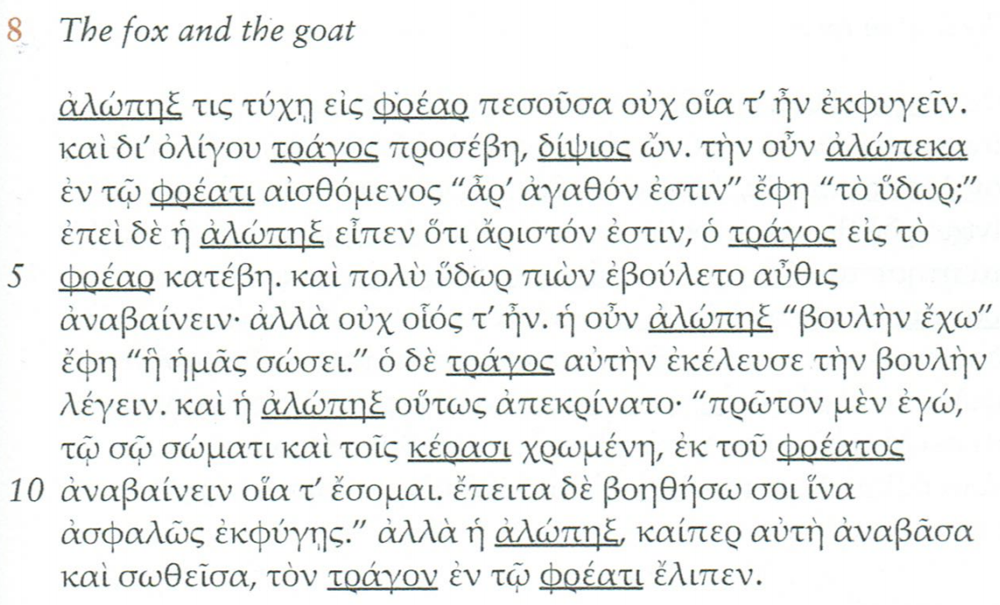 8 The fox and the goat
ἀλώπηξ τις τύχῃ εἰς φρέαρ πεσοῦσα οὐχ οἵα τ’ ἦν ἐκφυγεῖν.
καὶ δι’ ὀλίγου τράγος προσέβη, δίψιος ὤν. τὴν οὖν ἀλώπεκα
ἐν τῷ φρέατι αἰσθόμενος “ἆρ’ ἀγαθόν ἐστιν” ἔφη “τὸ ὕδωρ;”
ἐπεὶ δὲ ἡ ἀλώπηξ εἶπεν ὅτι ἄριστόν ἐστιν, ὁ τράγος εἰς τὸ
5 φρέαρ κατέβη. καὶ πολὺ ὕδωρ πιὼν ἐβούλετο αὖθις
ἀναβαίνειν· ἀλλὰ οὐχ οἷός τ’ ἦν. ἡ οὖν ἀλώπηξ “βουλὴν ἔχω”
ἔφη “ἣ ἡμᾶς σώσει.” ὁ δὲ τράγος αὐτὴν ἐκέλευσε τὴν βουλὴν
λέγειν. καὶ ἡ ἀλώπηξ οὕτως ἀπεκρίνατο· “πρῶτον μὲν ἐγώ,
τῷ σῷ σώματι καὶ τοῖς κέρασι χρωμένη, ἐκ τοῦ φρέατος
10 ἀναβαίνειν οἵα τ’ ἔσομαι. ἔπειτα δὲ βοηθήσω σοι ἵνα
ἀσφαλῶς ἐκφύγῃς.” ἀλλὰ ἡ ἀλώπηξ, καίπερ αὐτὴ ἀναβᾶσα
καὶ σωθεῖσα, τὸν τράγον ἐν τῷ φρέατι ἔλιπεν.